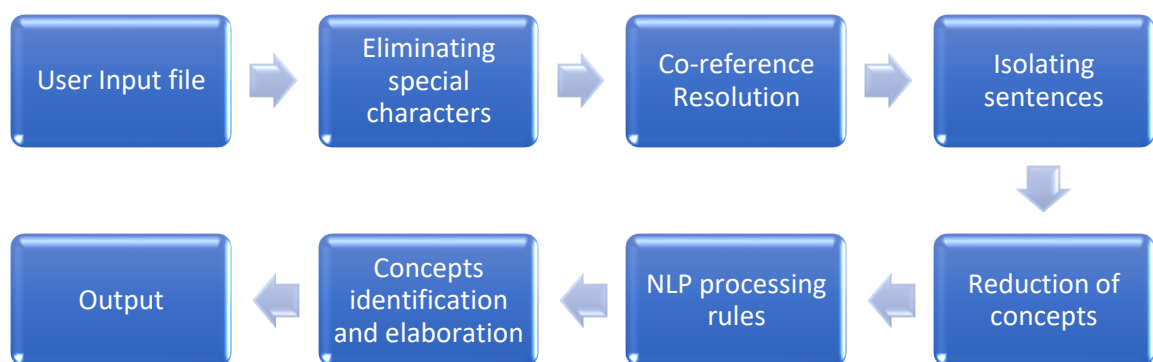 User Input file
Eliminating
special
characters
Co-reference
Resolution
Isolating
sentences
Reduction of
concepts
NLP processing
rules
Concepts
identification
and elaboration
Output